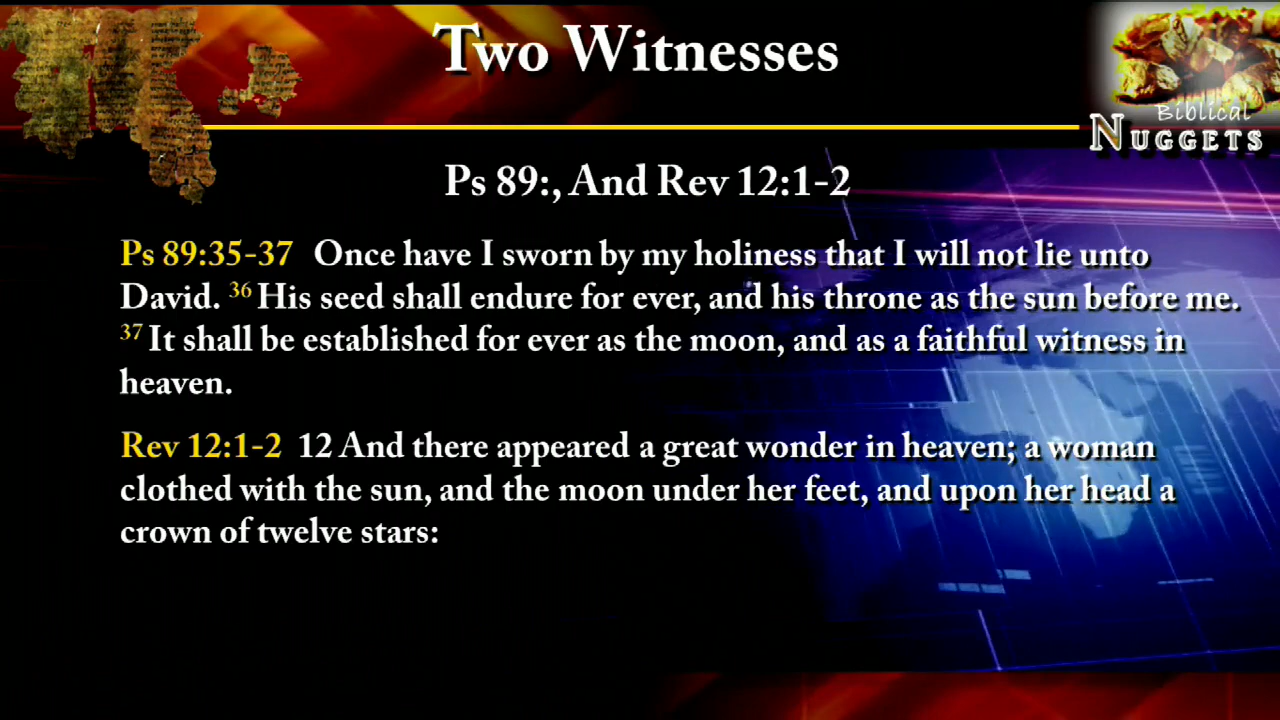 Two Witnesses
Biblical
NUGGETS
Ps 89:, And Rev 12:1-2
Ps 89:35-37 Once have I sworn by my holiness that I will not lie unto
David. 36 His seed shall endure for ever, and his throne as the sun before me.
37 It shall be established for ever as the moon, and as a faithful witness in
heaven.
Rev 12:1-2 12 And there appeared a great wonder in heaven; a woman
clothed with the sun, and the moon under her feet, and upon her head a
crown of twelve stars: